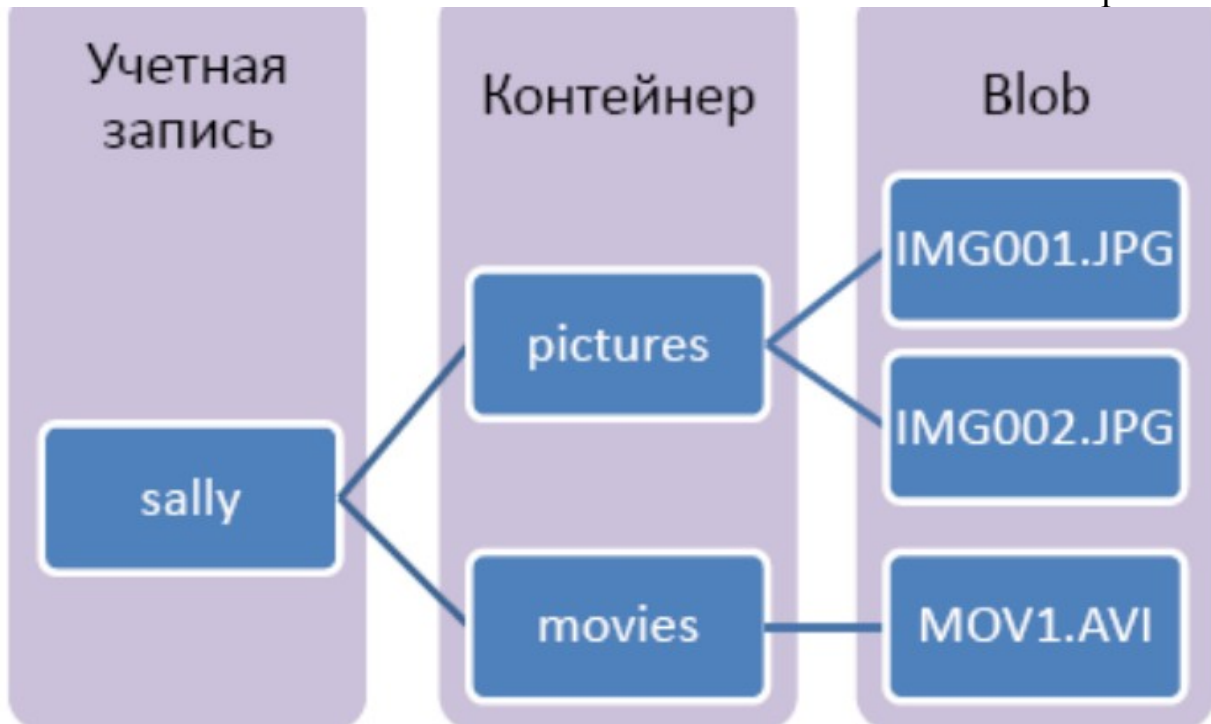 Учетная
запись
Контейнер
Blob
sally
pictures
movies
IMG001.JPG
IMG002.JPG
MOV1.AVI